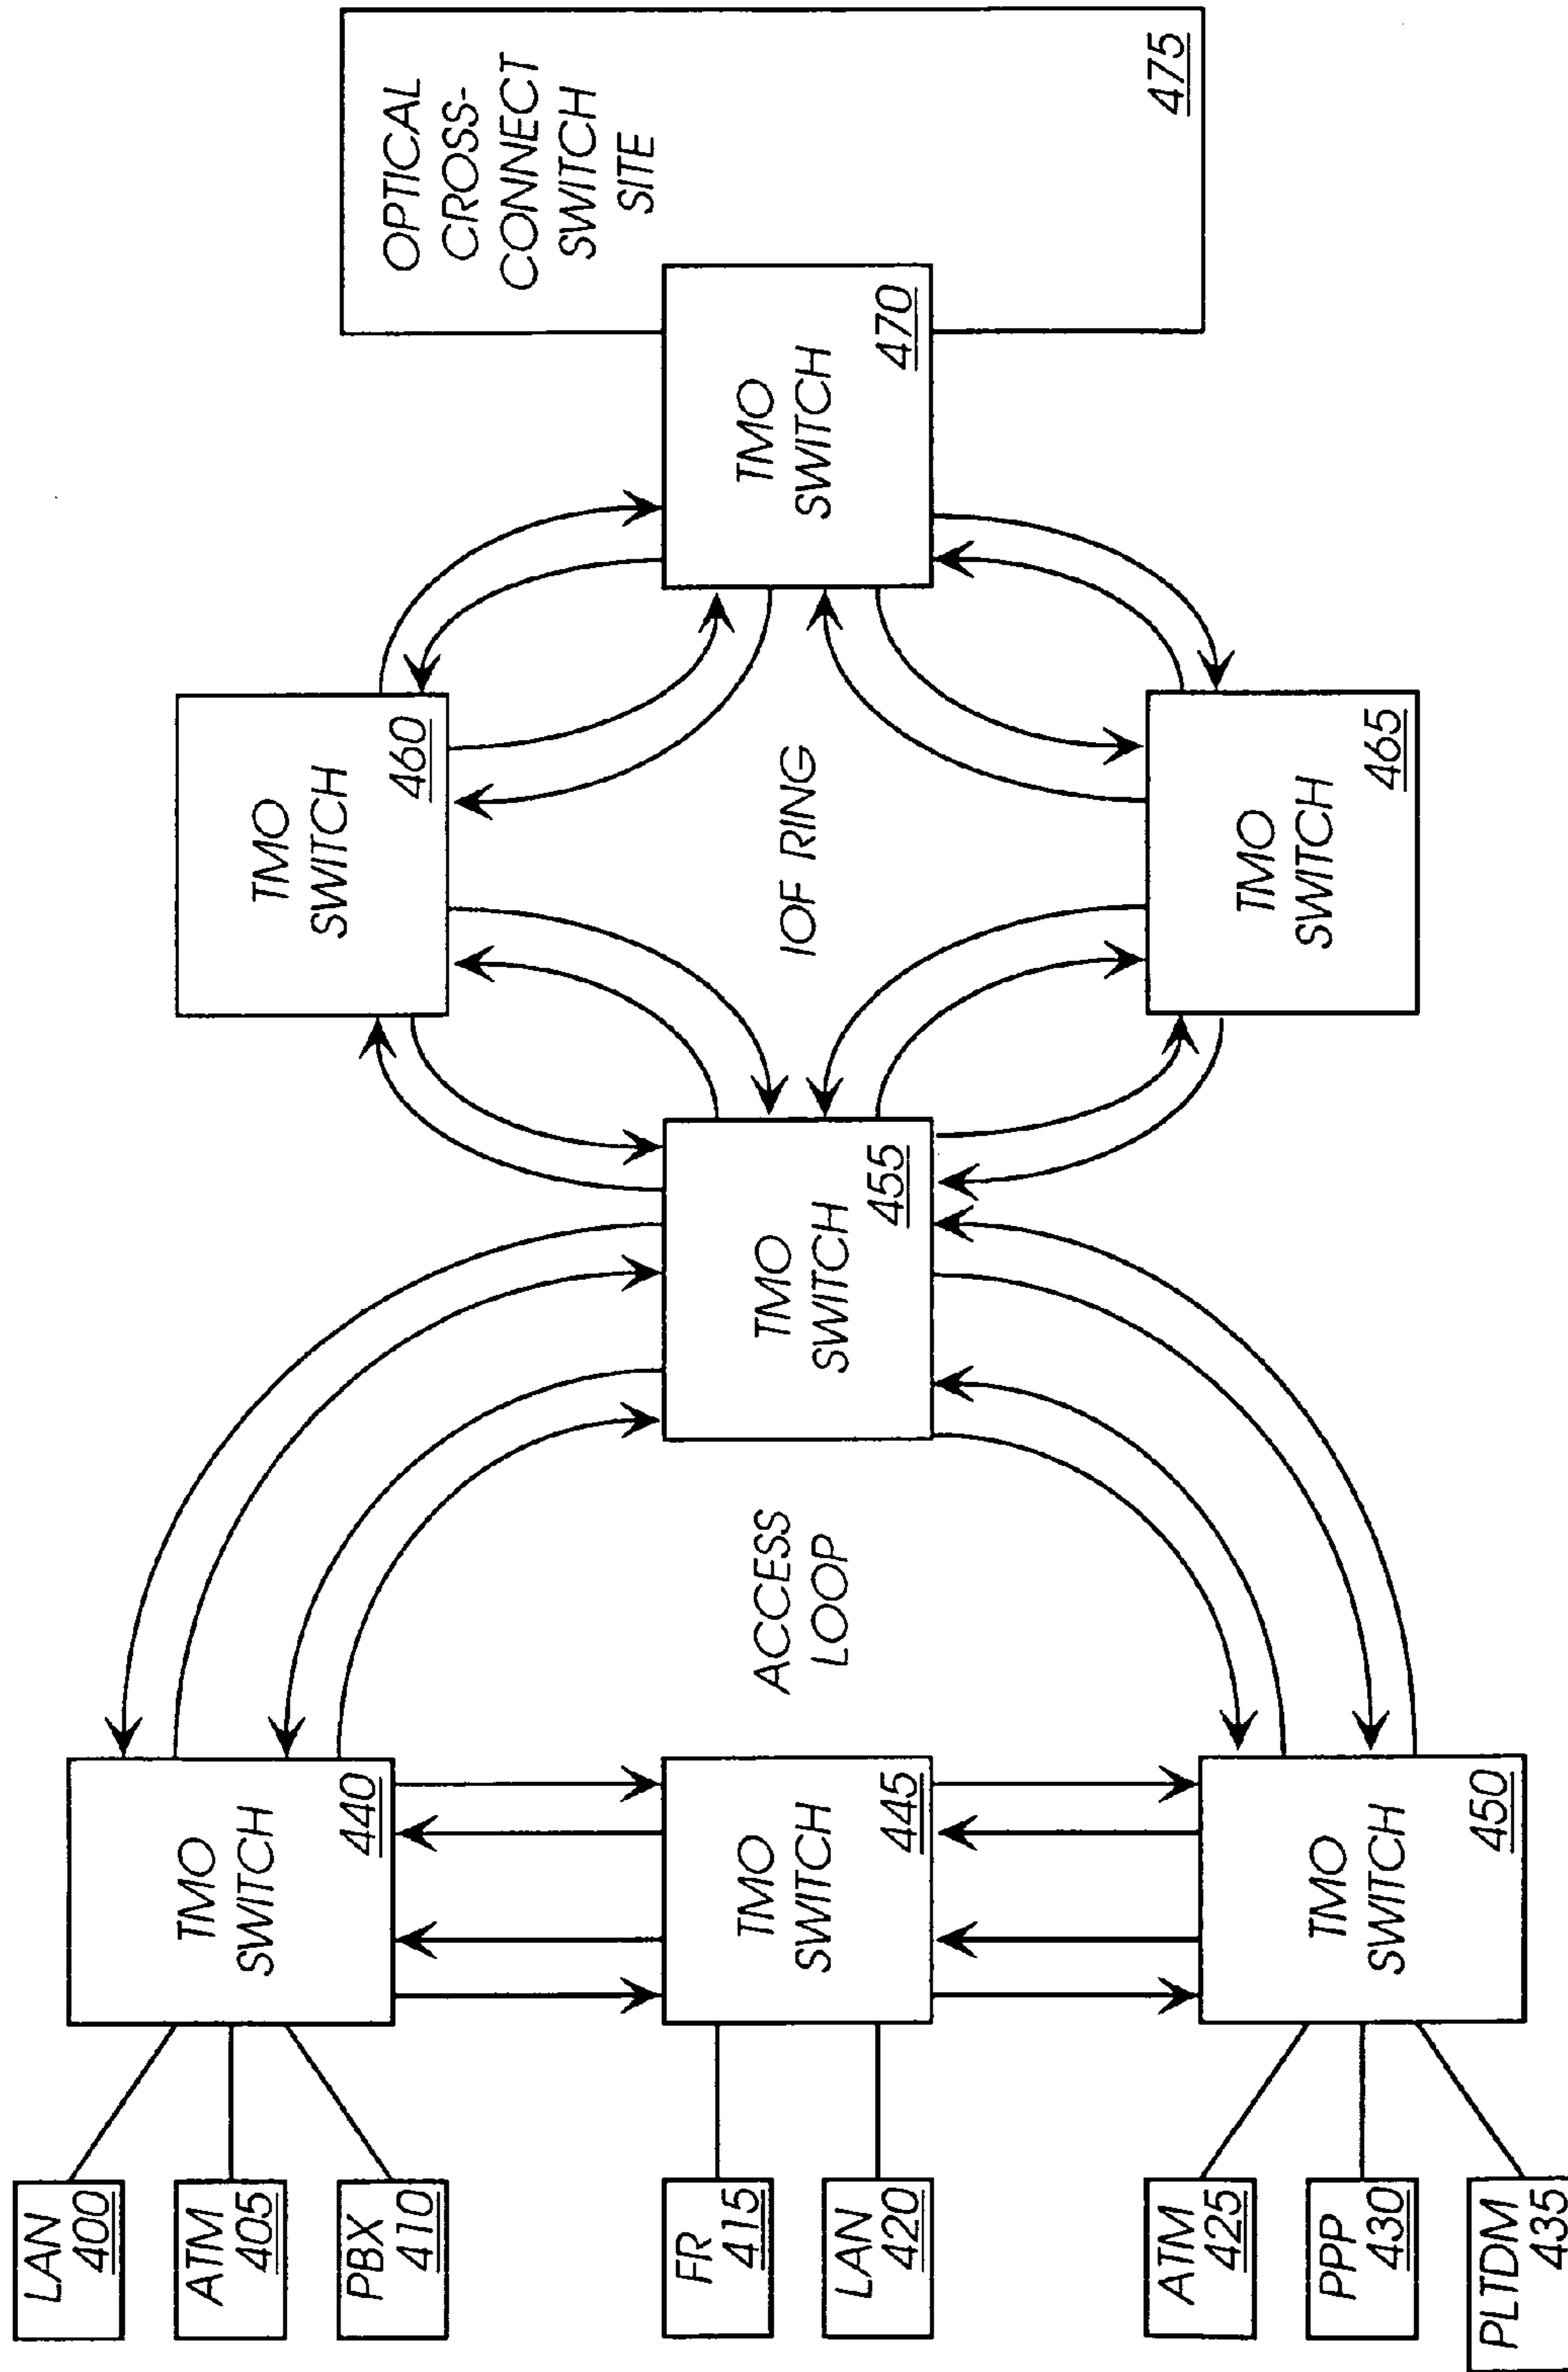 LAN
400
ATM
405
PBX
410
FR
415
LAN
420
ATM
425
PPP
430
PLTDM
435
TMO
SWITCH
440
TMO
SWITCH
445
TMO
SWITCH
450
ACCESS
LOOP
TMO
SWITCH
455
TMO
SWITCH
460
IOF RING
TMO
SWITCH
465
TMO
SWITCH
470
OPTICAL
CROSS-
CONNECT
SWITCH
SITE
475